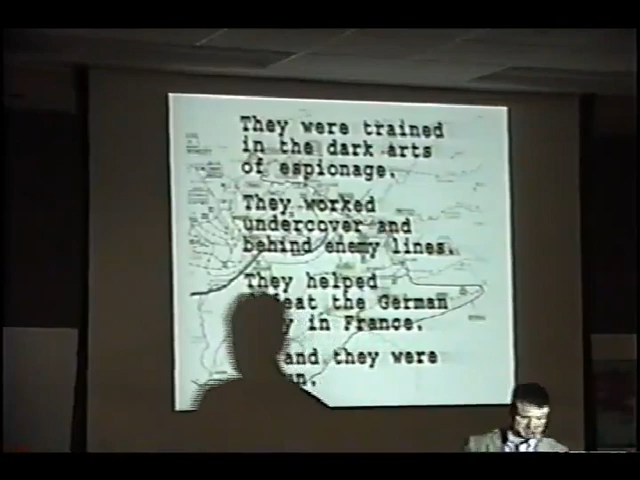 They were trained
in the dark arts
of espionage.
They worked
undercover and
behind enemy lines.
They helped
the German
in France.
and they were